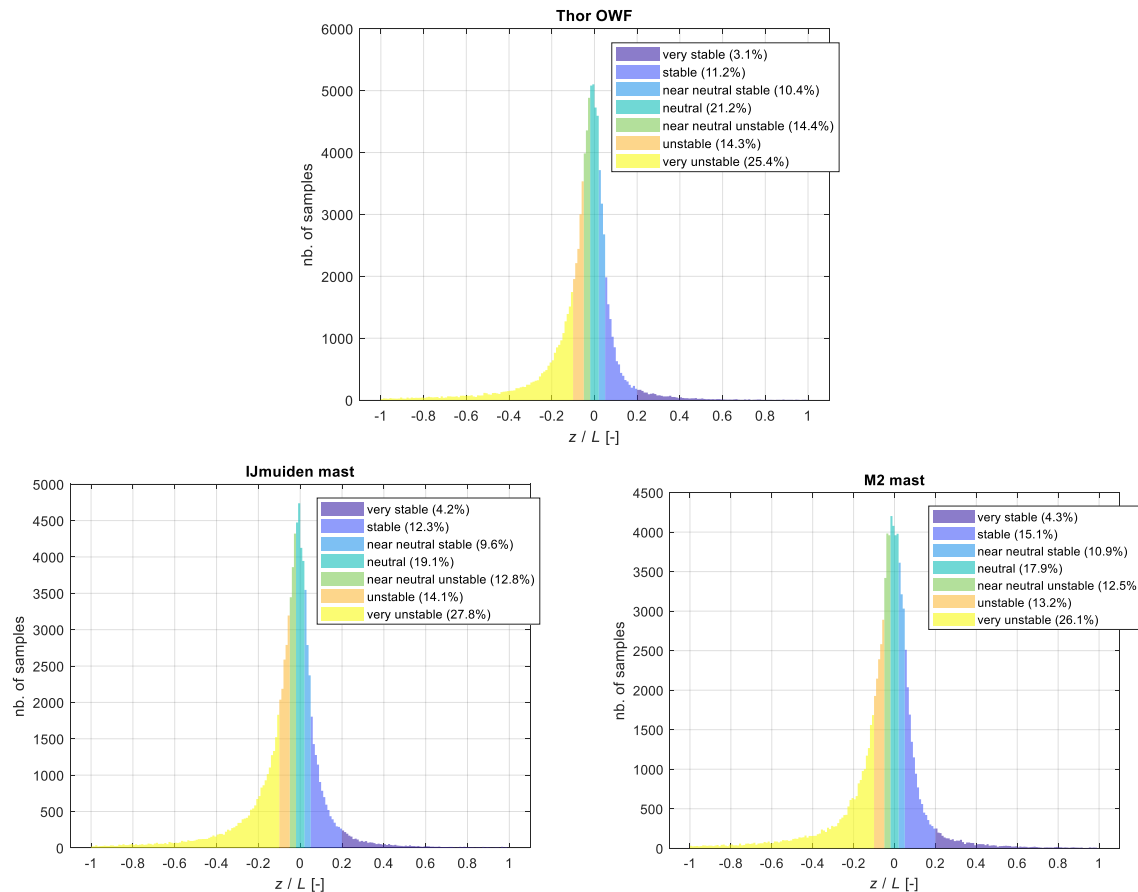 Thor OWF
6000
5000
4000
3000
2000
1000
0
nb. of samples
very stable (3.1%)
stable (11.2%)
near neutral stable (10.4%)
neutral (21.2%)
near neutral unstable (14.4%)
unstable (14.3%)
very unstable (25.4%)
-1 -0.8 -0.6 -0.4 -0.2 0 0.2 0.4 0.6 0.8 1
z / L [-]
IJmuiden mast
5000
4500
4000
3500
3000
2500
2000
1500
1000
500
0
nb. of samples
very stable (4.2%)
stable (12.3%)
near neutral stable (9.6%)
neutral (19.1%)
near neutral unstable (12.8%)
unstable (14.1%)
very unstable (27.8%)
-1 -0.8 -0.6 -0.4 -0.2 0 0.2 0.4 0.6 0.8 1
z / L [-]
M2 mast
4500
4000
3500
3000
2500
2000
1500
1000
500
0
nb. of samples
very stable (4.3%)
stable (15.1%)
near neutral stable (10.9%)
neutral (17.9%)
near neutral unstable (12.5%
unstable (13.2%)
very unstable (26.1%)
-1 -0.8 -0.6 -0.4 -0.2 0 0.2 0.4 0.6 0.8 1
z / L [-]